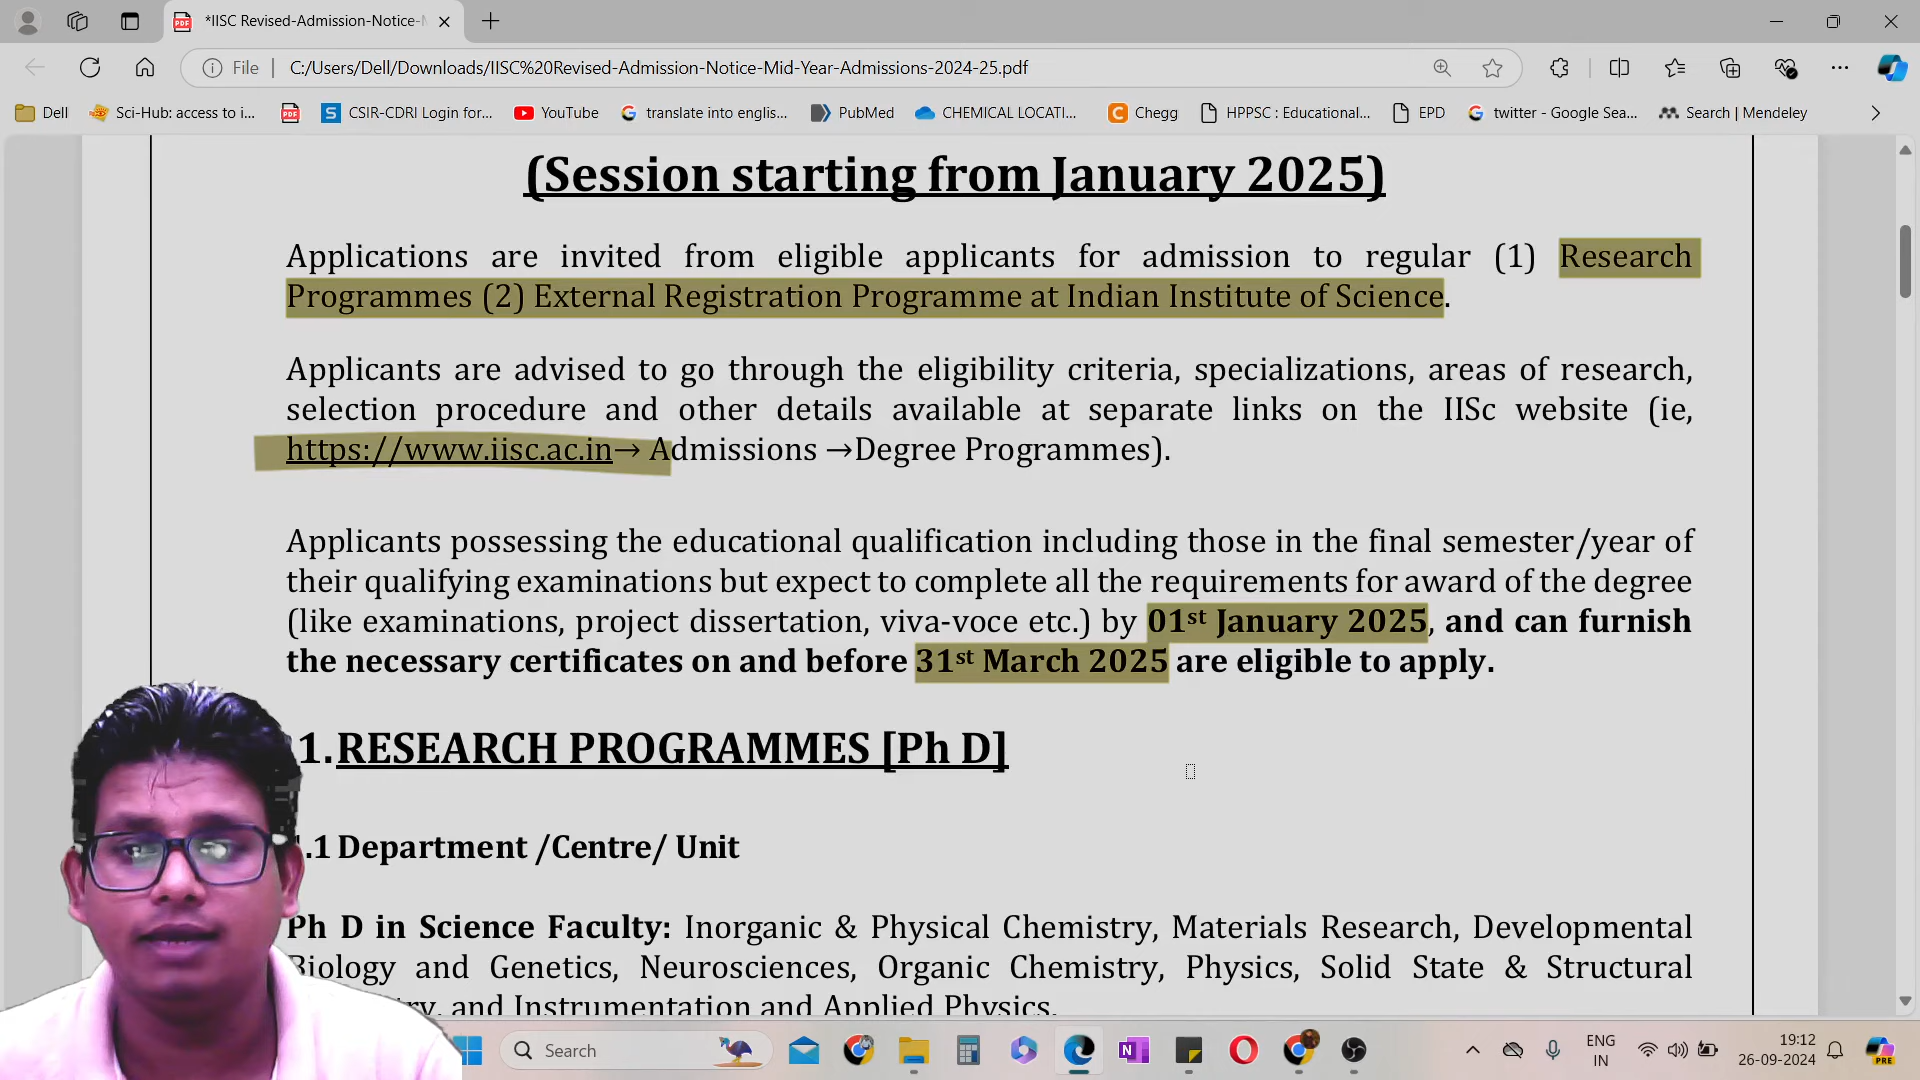 *IISC Revised-Admission-Notice-M
File
C:/Users/Dell/Downloads/IISC%20Revised-Admission-Notice-Mid-Year-Admissions-2024-25.pdf
Dell
Sci-Hub: access to i...
CSIR-CDRI Login for...
YouTube
translate into englis...
PubMed
CHEMICAL LOCATI...
Chegg
HPPSC : Educational...
EPD
twitter - Google Sea...
Search | Mendeley
(Session starting from January 2025)
Applications are invited from eligible applicants for admission to regular (1) Research
Programmes (2) External Registration Programme at Indian Institute of Science.
Applicants are advised to go through the eligibility criteria, specializations, areas of research,
selection procedure and other details available at separate links on the IISc website (ie,
https://www.iisc.ac.in→ Admissions →Degree Programmes).
Applicants possessing the educational qualification including those in the final semester/year of
their qualifying examinations but expect to complete all the requirements for award of the degree
(like examinations, project dissertation, viva-voce etc.) by 01st January 2025, and can furnish
the necessary certificates on and before 31st March 2025 are eligible to apply.
1.RESEARCH PROGRAMMES [Ph D]
.1 Department /Centre/ Unit
Ph D in Science Faculty: Inorganic & Physical Chemistry, Materials Research, Developmental
Biology and Genetics, Neurosciences, Organic Chemistry, Physics, Solid State & Structural
ry, and Instrumentation and Applied Physics.
Search
ENG
IN
19:12
26-09-2024
PRE